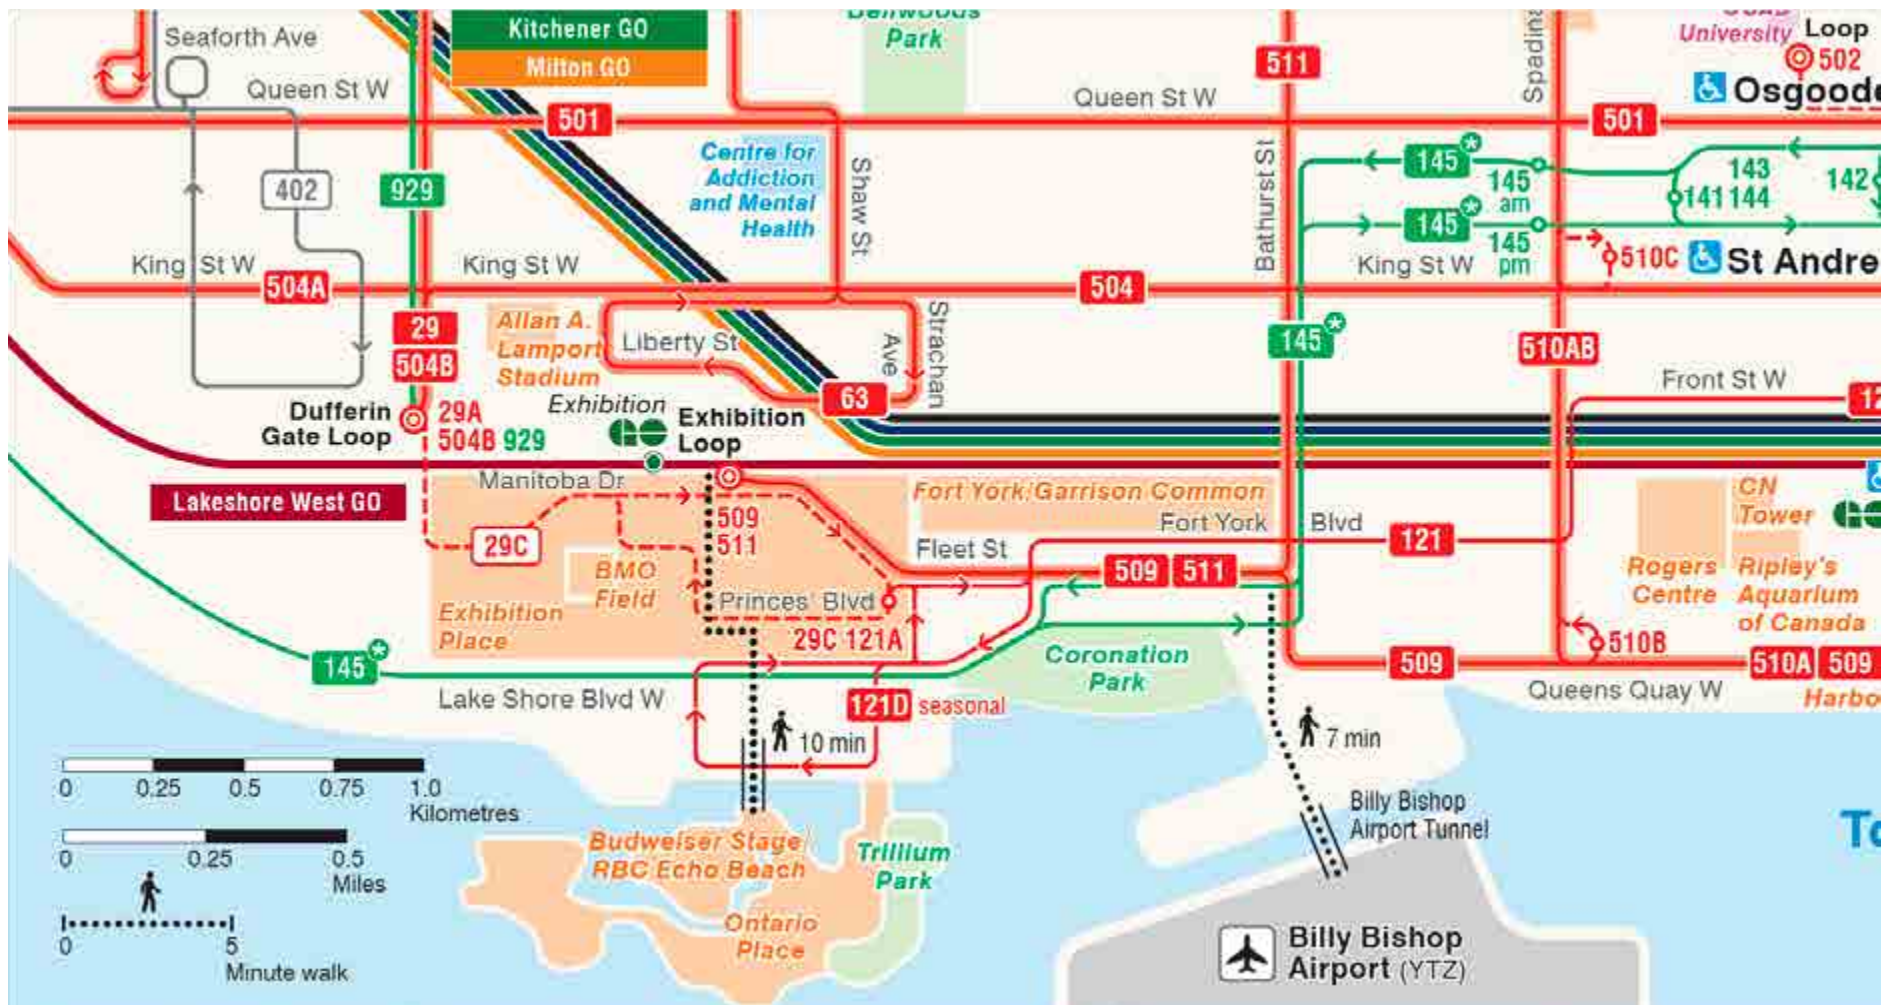 Seaforth Ave
Kitchener GO
Milton GO
Bellwoods
Park
511
Spadina
OCAD
University
Loop
502
Osgoode
Queen St W
501
Queen St W
501
Centre for
Addiction
and Mental
Health
Shaw St
Bathurst St
402
929
145
145
am
143
141 144
142
145
145
pm
King St W
King St W
King St W
510C
St Andre
504A
504
29
504B
Allan A.
Lamport
Stadium
Liberty St
Strachan
Ave
145
510AB
Front St W
63
12
Dufferin
Gate Loop
29A
504B 929
Exhibition
Exhibition
Loop
Lakeshore West GO
Manitoba Dr
509
511
Fort York/Garrison Common
Fort York Blvd
CN
Tower
29C
Fleet St
121
BMO
Field
509 511
Rogers
Centre
Ripley's
Aquarium
of Canada
Exhibition
Place
Princes' Blvd
29C 121A
145
Coronation
Park
509
510B
510A 509
Lake Shore Blvd W
121D seasonal
Queens Quay W
Harbo
10 min
7 min
0 0.25 0.5 0.75 1.0
Kilometres
0 0.25 0.5
Miles
0 5
Minute walk
Billy Bishop
Airport Tunnel
Budweiser Stage/
RBC Echo Beach
Trillium
Park
Ontario
Place
To
Billy Bishop
Airport (YTZ)